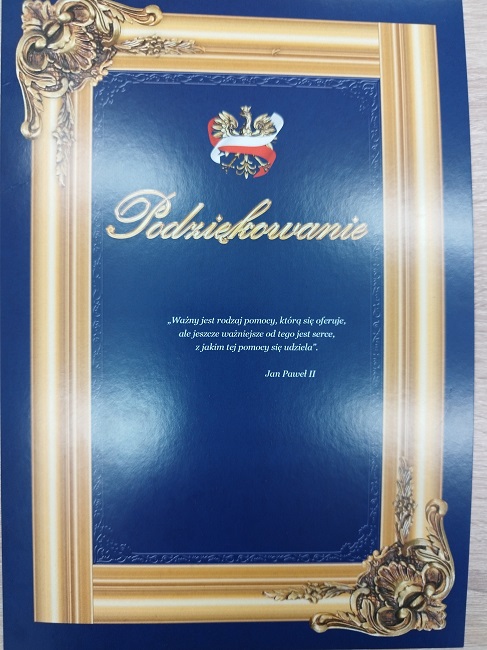 Podziękowanie
„Ważny jest rodzaj pomocy, którą się oferuje,
ale jeszcze ważniejsze od tego jest serce,
z jakim tej pomocy się udziela”.
Jan Paweł II